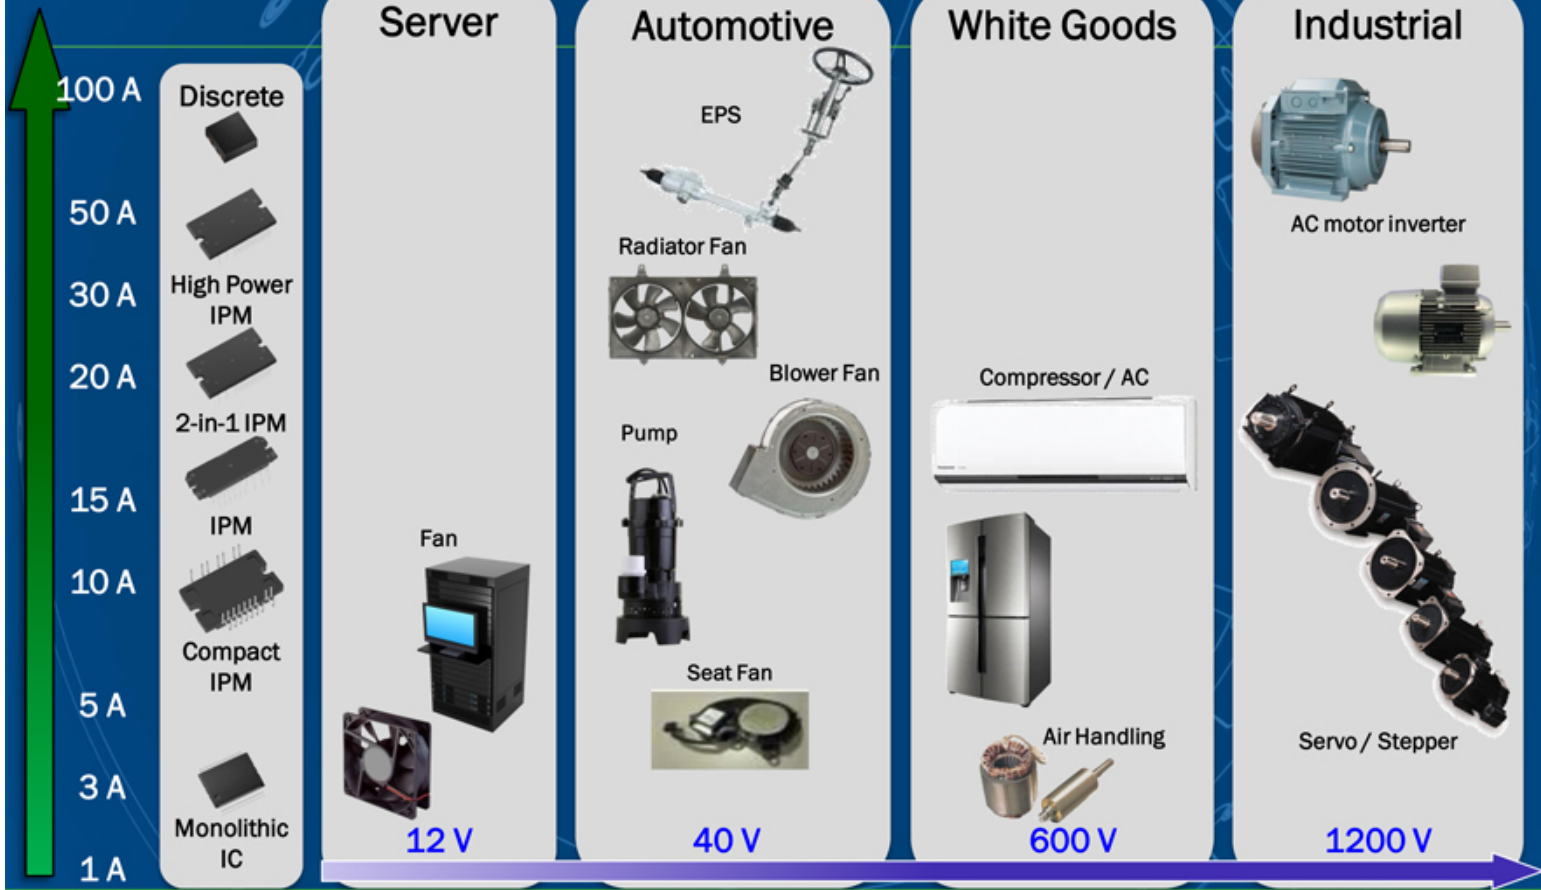 Server
Automotive
White Goods
Industrial
100 A
50 A
30 A
20 A
15 A
10 A
5 A
3 A
1 A
Discrete
High Power
IPM
2-in-1 IPM
IPM
Compact
IPM
Monolithic
IC
Fan
12 V
EPS
Radiator Fan
Blower Fan
Pump
Seat Fan
40 V
Compressor / AC
Air Handling
600 V
AC motor inverter
Servo / Stepper
1200 V